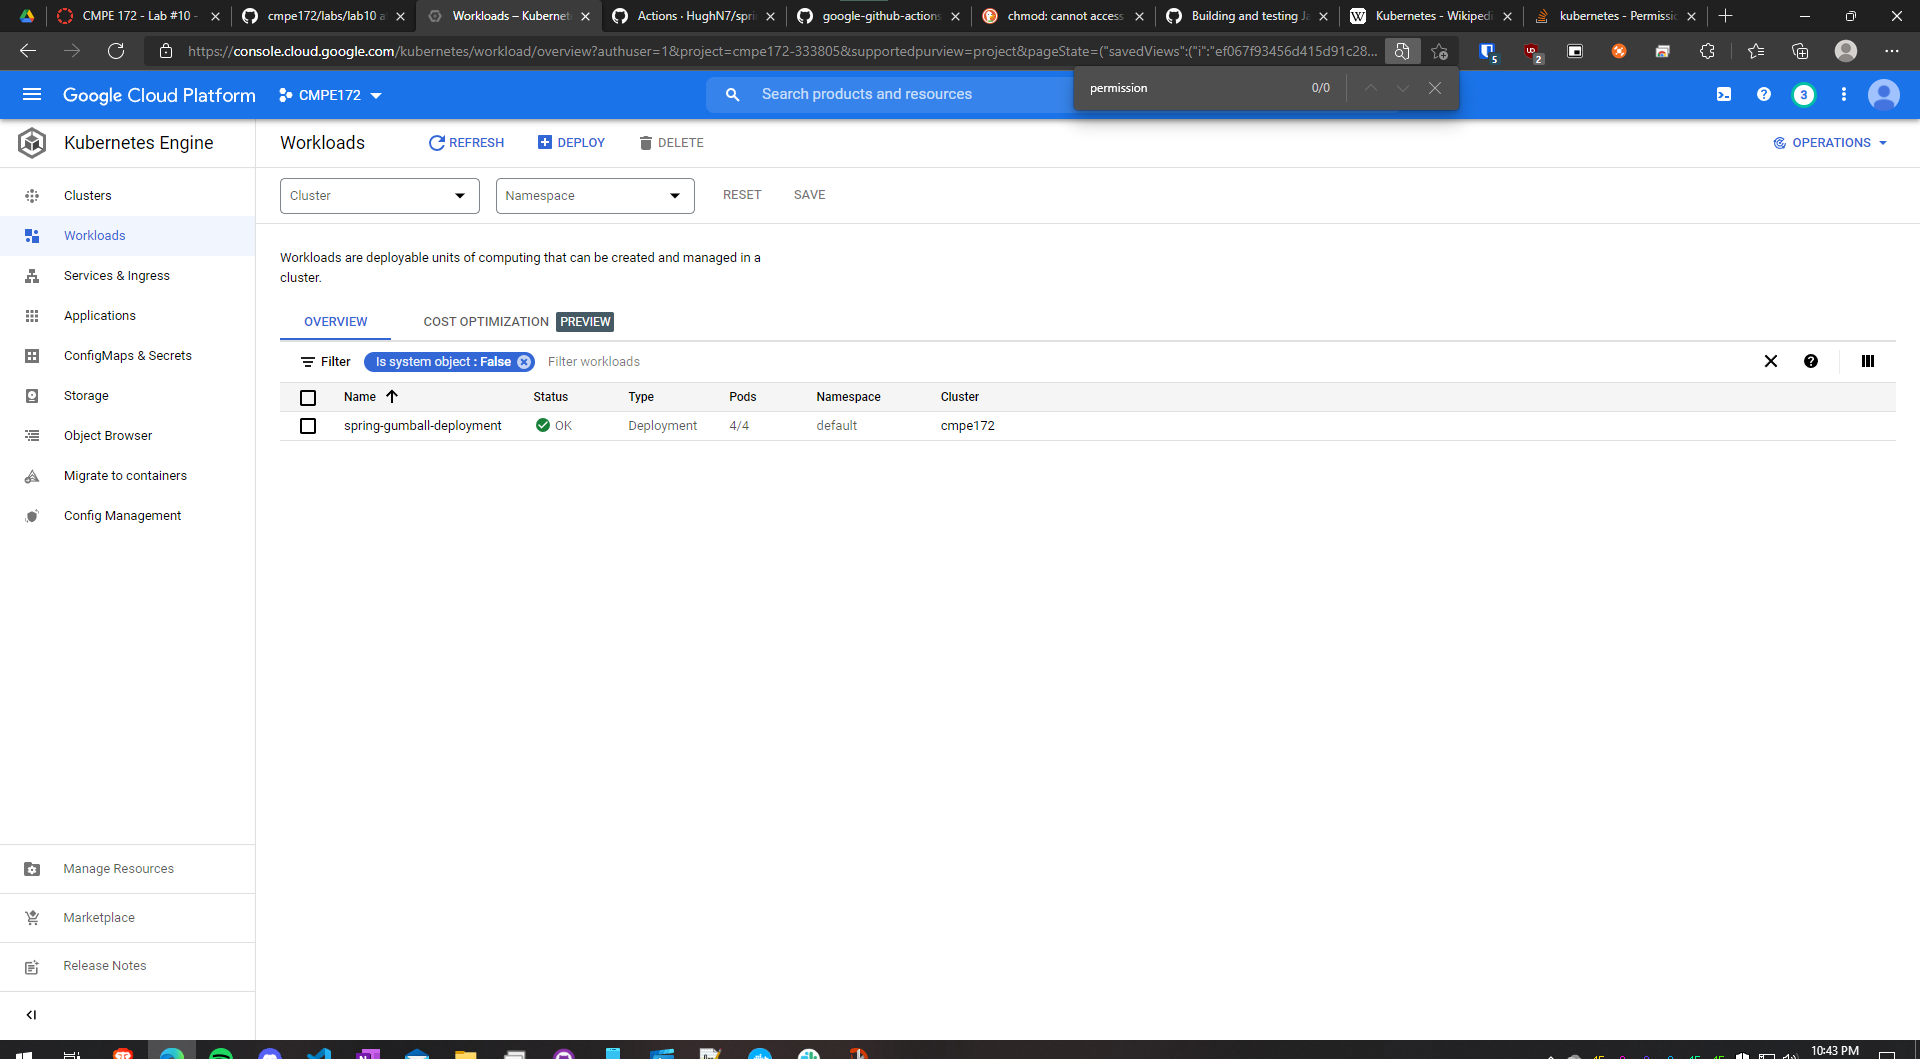 CMPE 172 - Lab #10 -
cmpe172/labs/lab10 a
Workloads – Kubernet
Actions · HughN7/spri
google-github-actions
chmod: cannot access
Building and testing Ja
Kubernetes - Wikipedi
kubernetes - Permissio
https://console.cloud.google.com/kubernetes/workload/overview?authuser=1&project=cmpe172-333805&supportedpurview=project&pageState=("savedViews":("i":"ef067f93456d415d91c28...
5
2
permission
0/0
Google Cloud Platform
CMPE172
Search products and resources
3
Kubernetes Engine
Workloads
REFRESH
DEPLOY
DELETE
OPERATIONS
Clusters
Workloads
Services & Ingress
Applications
ConfigMaps & Secrets
Storage
Object Browser
Migrate to containers
Config Management
Manage Resources
Marketplace
Release Notes
Cluster
Namespace
RESET
SAVE
Workloads are deployable units of computing that can be created and managed in a
cluster.
OVERVIEW
COST OPTIMIZATION
PREVIEW
Filter
Is system object : False
Filter workloads
Name
Status
Type
Pods
Namespace
Cluster
spring-gumball-deployment
OK
Deployment
4/4
default
cmpe172
10:43 PM